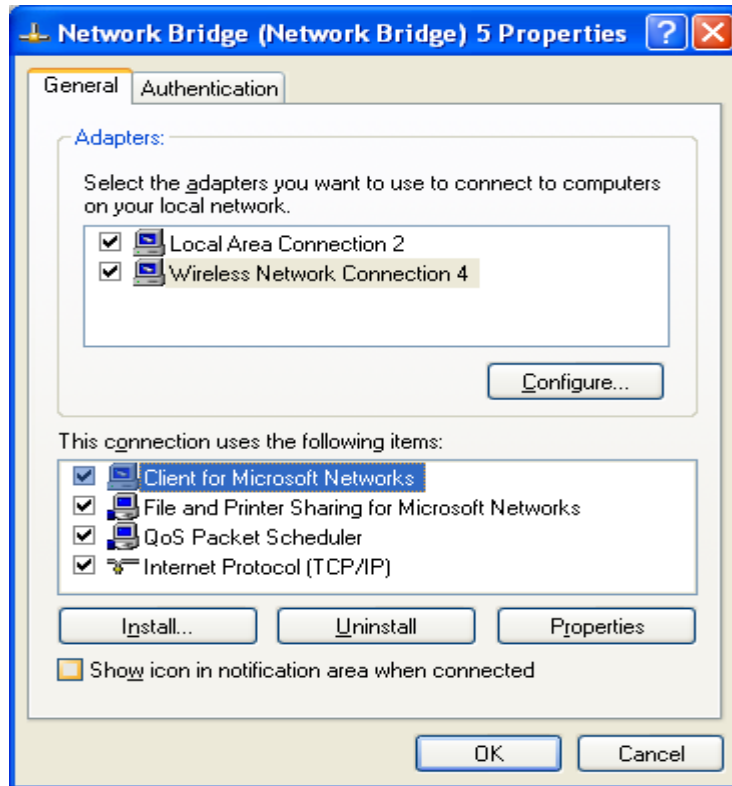 Network Bridge (Network Bridge) 5 Properties
General
Authentication
Adapters:
Select the adapters you want to use to connect to computers
on your local network.
Local Area Connection 2
Wireless Network Connection 4
Configure...
This connection uses the following items:
Client for Microsoft Networks
File and Printer Sharing for Microsoft Networks
QoS Packet Scheduler
Internet Protocol (TCP/IP)
Install...
Uninstall
Properties
Show icon in notification area when connected
OK
Cancel